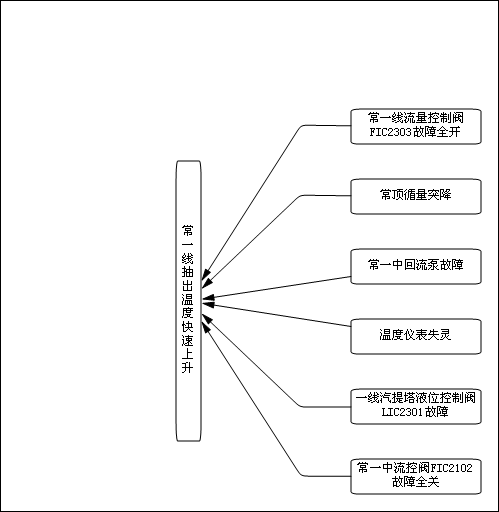 常一线抽出温度快速上升
常一线流量控制阀
FIC2303故障全开
常顶循量突降
常一中回流泵故障
温度仪表失灵
一线汽提塔液位控制阀
LIC2301故障
常一中流控阀FIC2102
故障全关